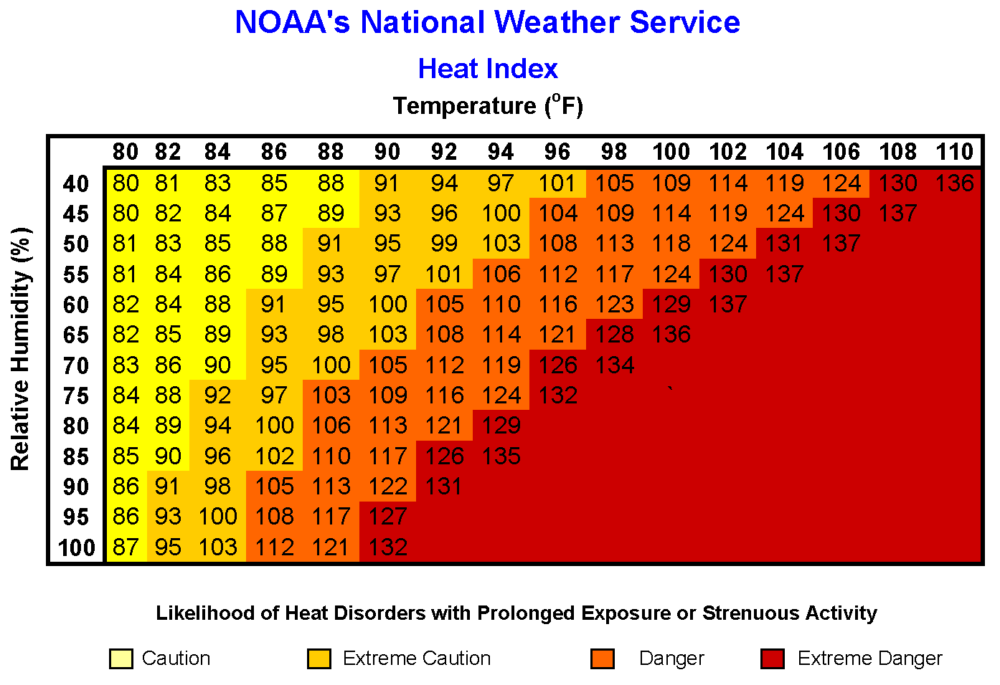 NOAA's National Weather Service
Heat Index
Temperature (°F)
Relative Humidity (%)
80 82 84 86 88 90 92 94 96 98 100 102 104 106 108 110
40 80 81 83 85 88 91 94 97 101 105 109 114 119 124 130 136
45 80 82 84 87 89 93 96 100 104 109 114 119 124 130 137
50 81 83 85 88 91 95 99 103 108 113 118 124 131 137
55 81 84 86 89 93 97 101 106 112 117 124 130 137
60 82 84 88 91 95 100 105 110 116 123 129 137
65 82 85 89 93 98 103 108 114 121 128 136
70 83 86 90 95 100 105 112 119 126 134
75 84 88 92 97 103 109 116 124 132 `
80 84 89 94 100 106 113 121 129
85 85 90 96 102 110 117 126 135
90 86 91 98 105 113 122 131
95 86 93 100 108 117 127
100 87 95 103 112 121 132
Likelihood of Heat Disorders with Prolonged Exposure or Strenuous Activity
Caution Extreme Caution Danger Extreme Danger